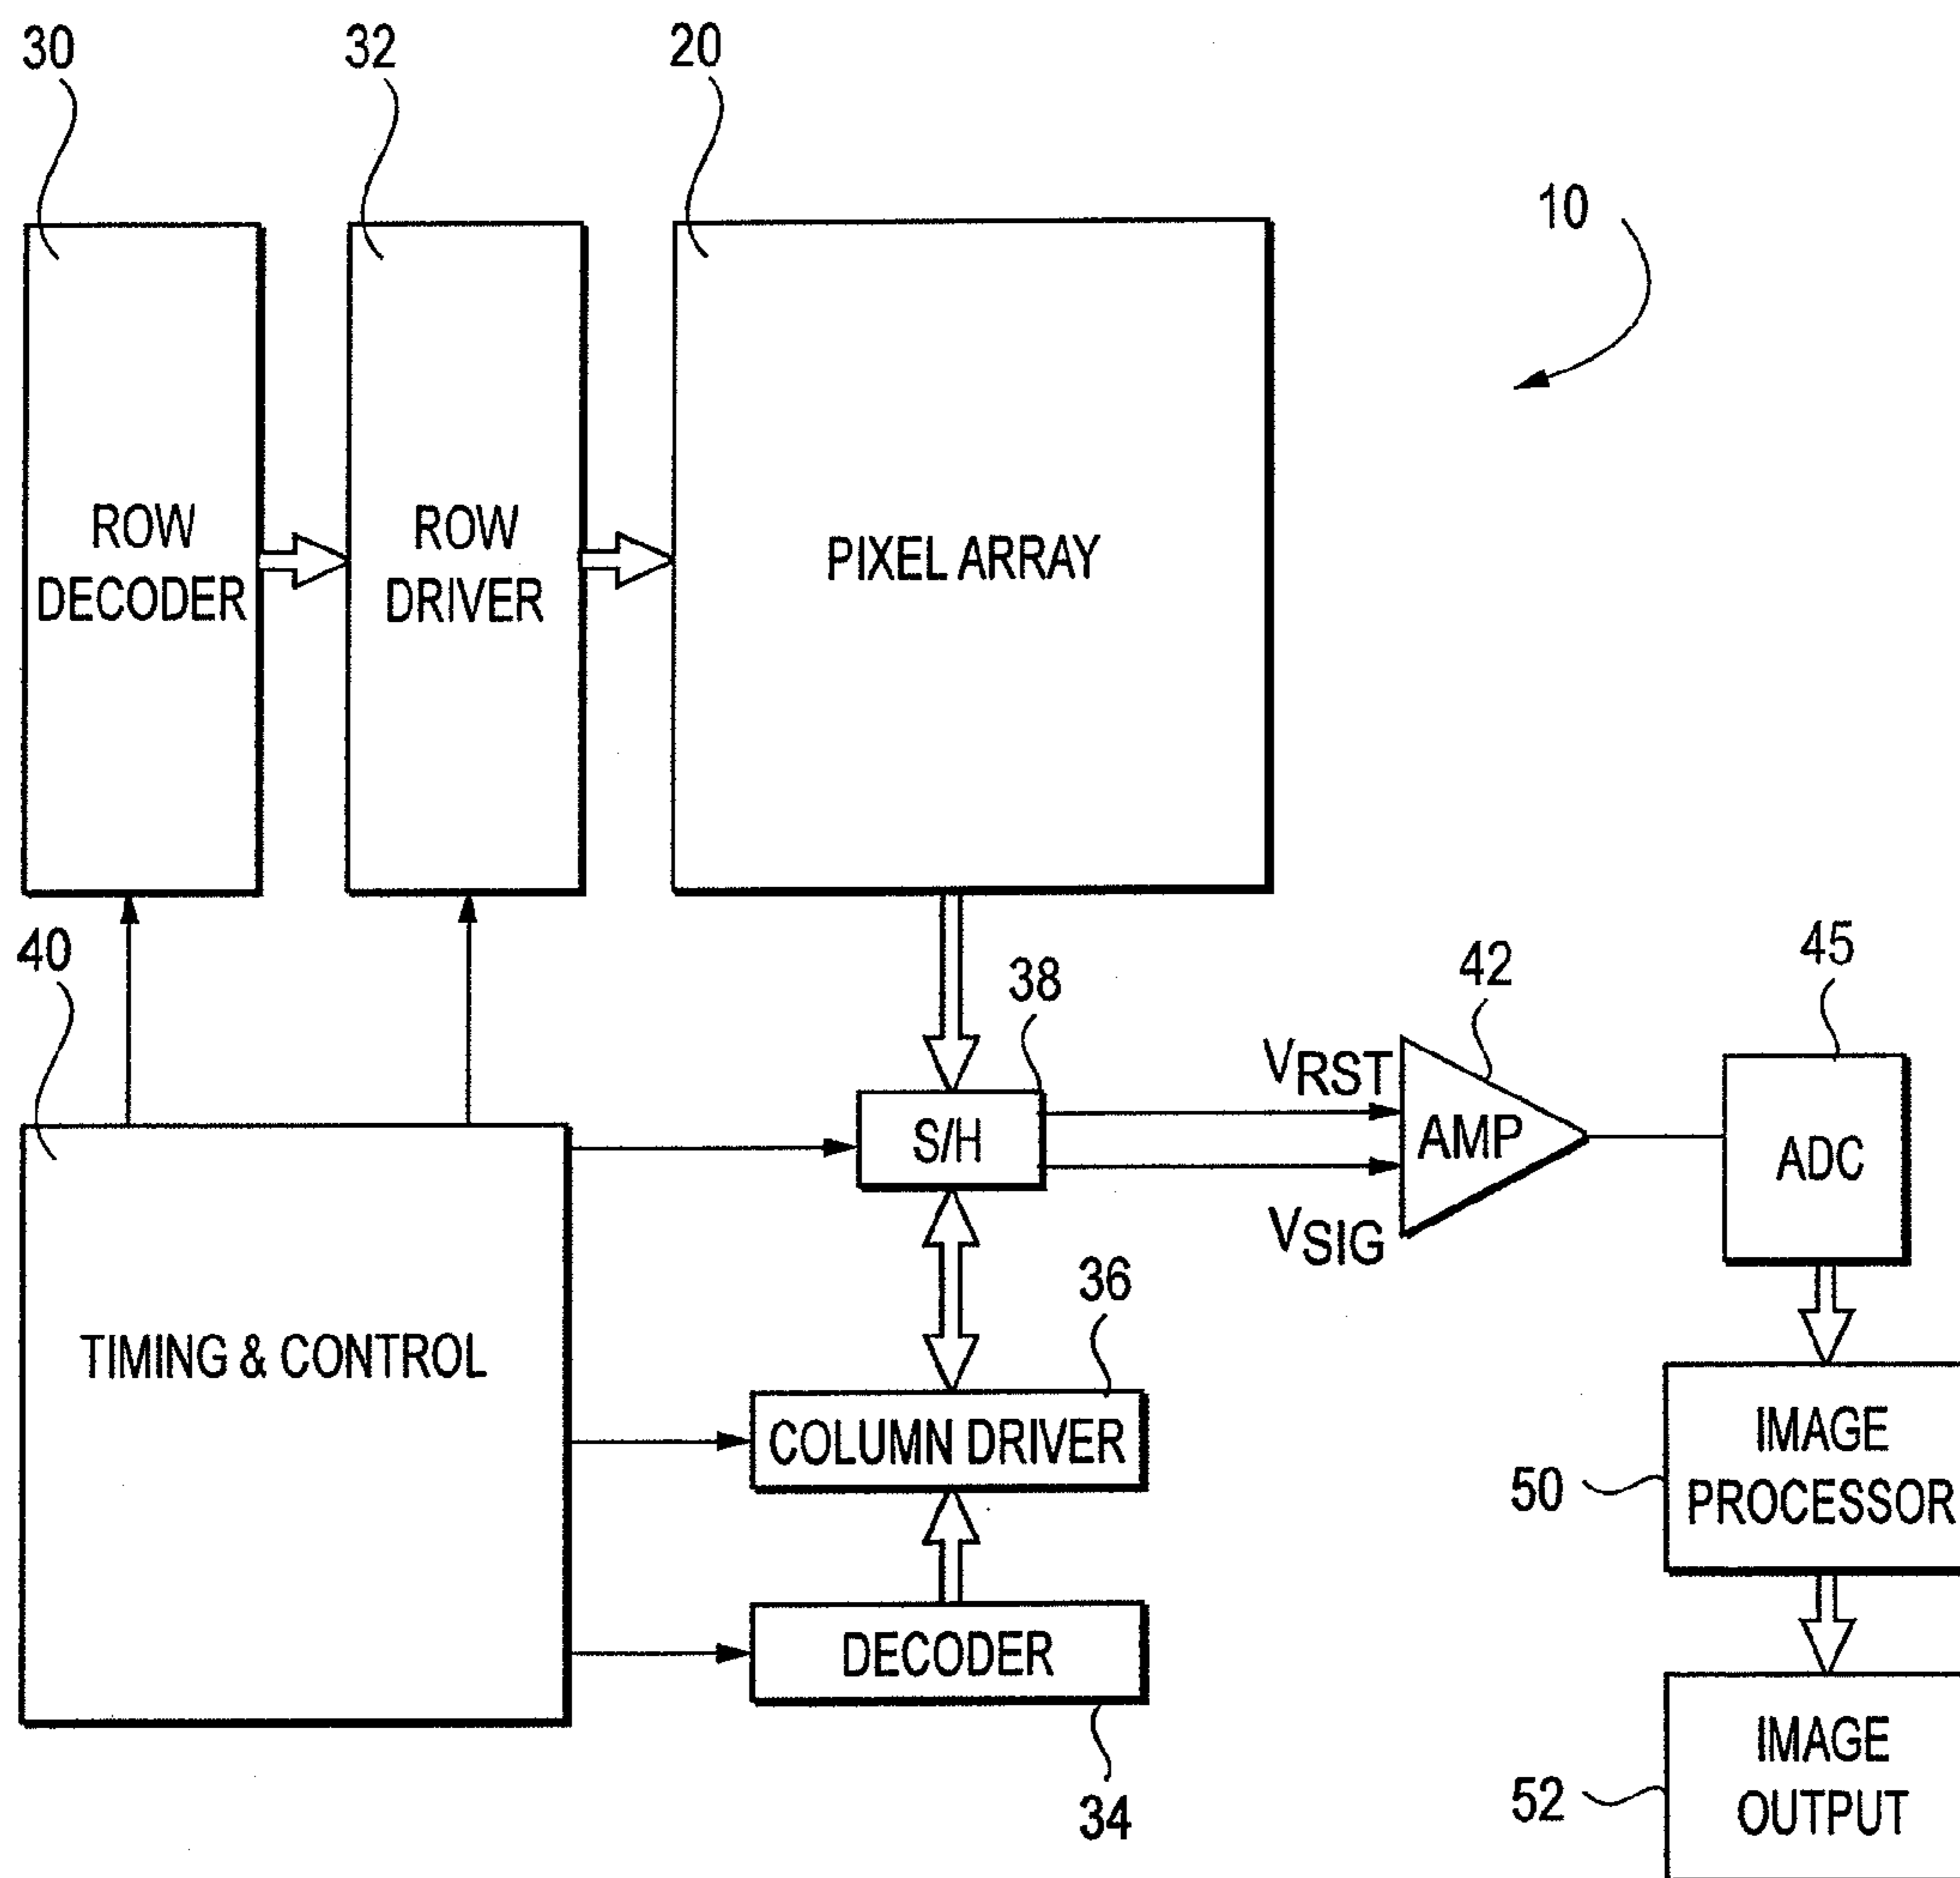 30
32
20
10
ROW
DECODER
ROW
DRIVER
PIXEL ARRAY
40
38
42
45
VRST
S/H
AMP
ADC
VSIG
36
TIMING & CONTROL
COLUMN DRIVER
IMAGE
PROCESSOR
50
DECODER
34
IMAGE
OUTPUT
52